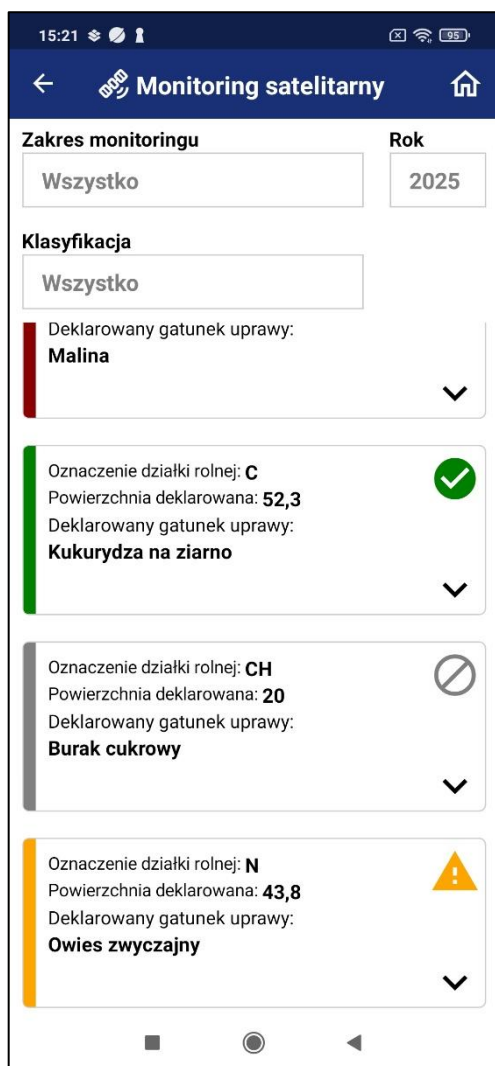 15:21
95
Monitoring satelitarny
Zakres monitoringu Rok
Wszystko 2025
Klasyfikacja
Wszystko
Deklarowany gatunek uprawy:
Malina
Oznaczenie działki rolnej: C
Powierzchnia deklarowana: 52,3
Deklarowany gatunek uprawy:
Kukurydza na ziarno
Oznaczenie działki rolnej: CH
Powierzchnia deklarowana: 20
Deklarowany gatunek uprawy:
Burak cukrowy
Oznaczenie działki rolnej: N
Powierzchnia deklarowana: 43,8
Deklarowany gatunek uprawy:
Owies zwyczajny